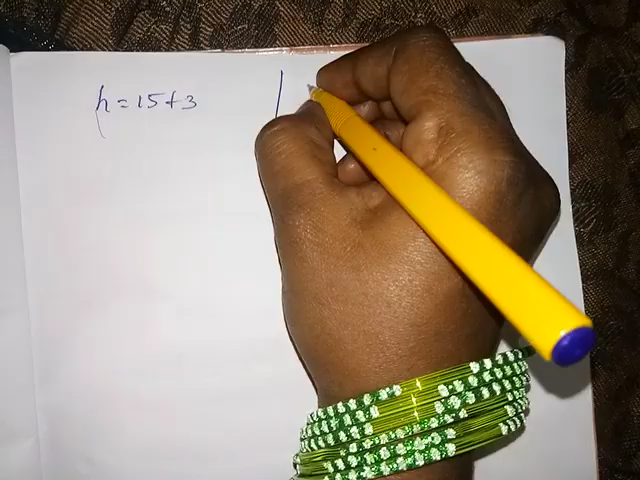 h = 15 + 3